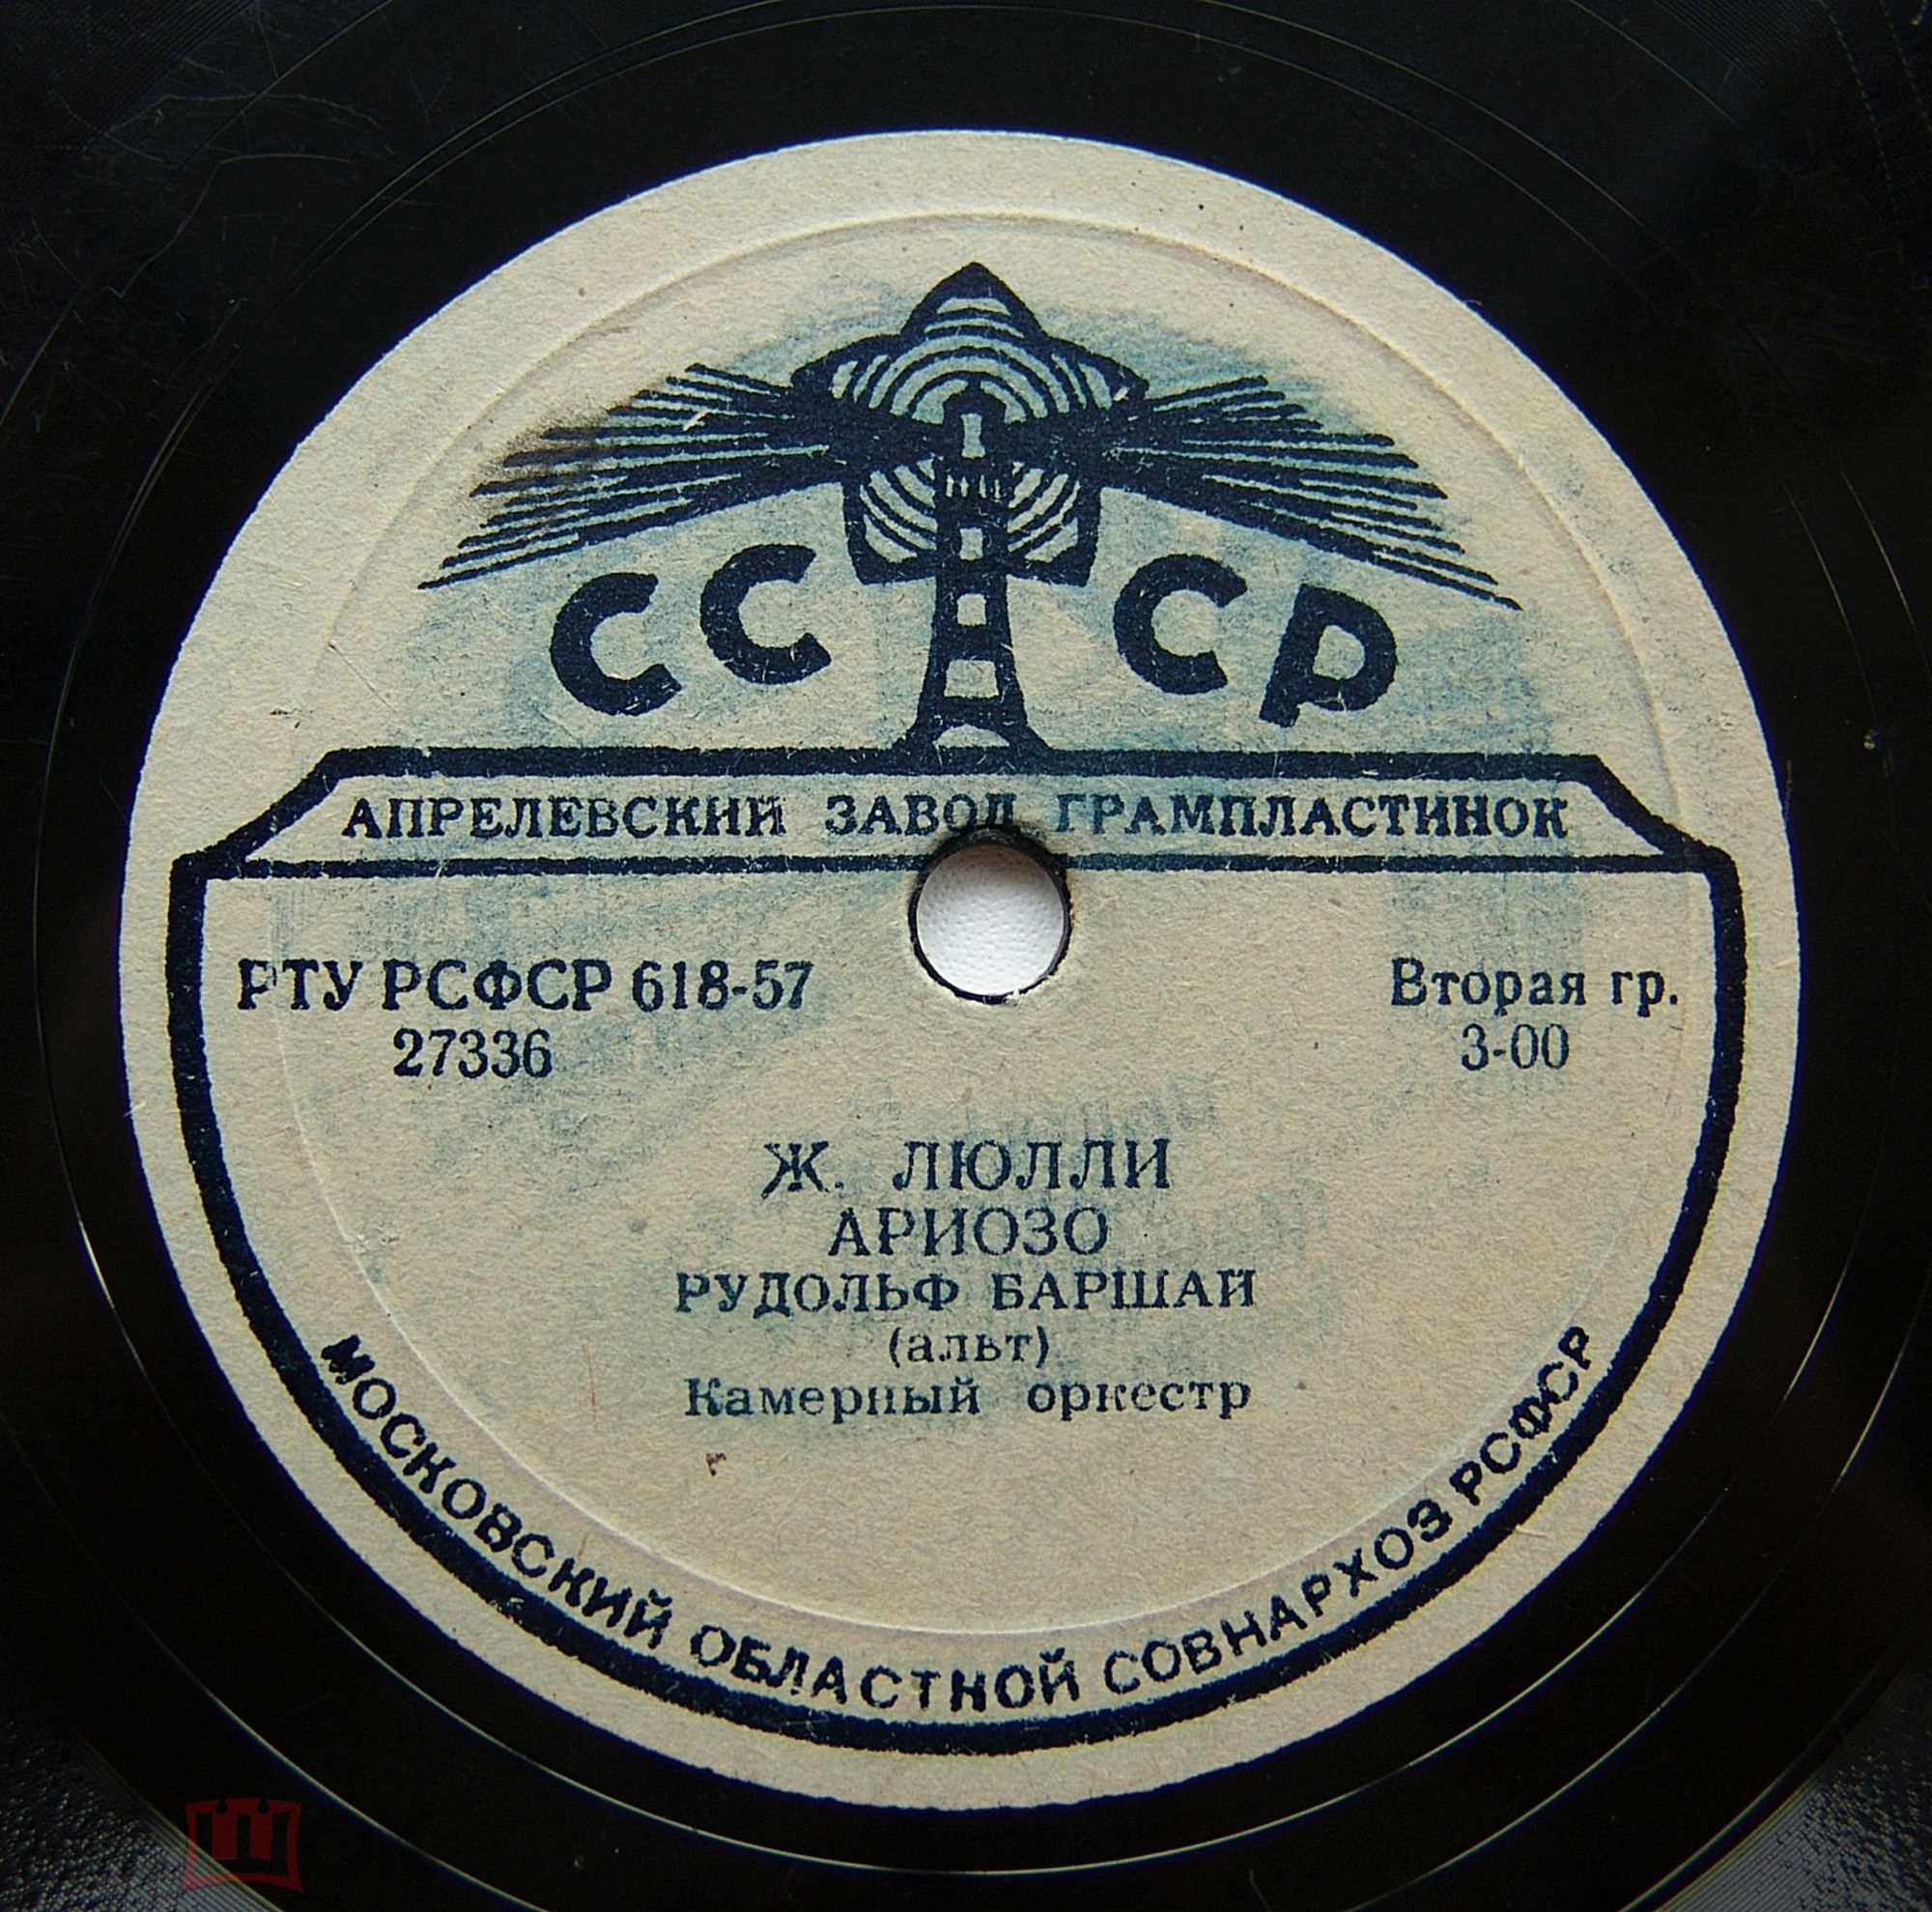 СССР
АПРЕЛЕВСКИЙ ЗАВОД ГРАМПЛАСТИНОК
РТУ РСФСР 618-57
27336
Вторая гр.
3-00
Ж. ЛЮЛЛИ
АРИОЗО
РУДОЛЬФ БАРШАЙ
(альт)
Камерный оркестр
МОСКОВСКИЙ ОБЛАСТНОЙ СОВНАРХОЗ РСФСР